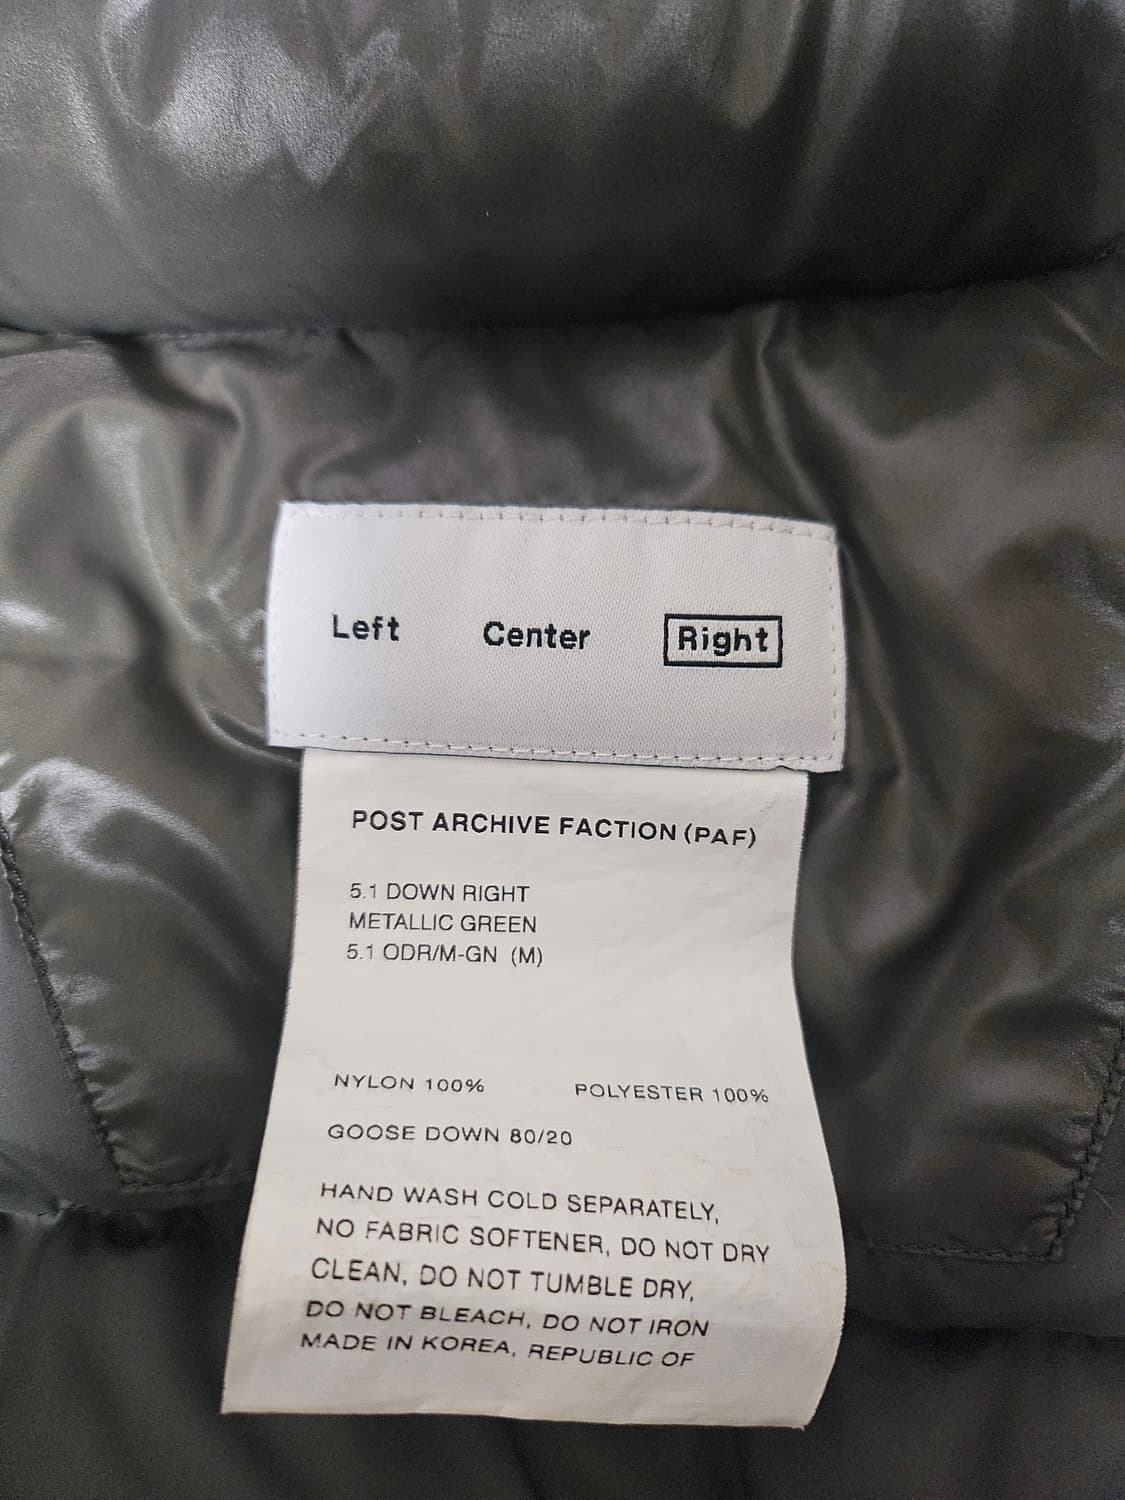 Left Center Right
POST ARCHIVE FACTION (PAF)
5.1 DOWN RIGHT
METALLIC GREEN
5.1 ODR/M-GN (M)
NYLON 100% POLYESTER 100%
GOOSE DOWN 80/20
HAND WASH COLD SEPARATELY,
NO FABRIC SOFTENER, DO NOT DRY
CLEAN, DO NOT TUMBLE DRY,
DO NOT BLEACH, DO NOT IRON
MADE IN KOREA, REPUBLIC OF